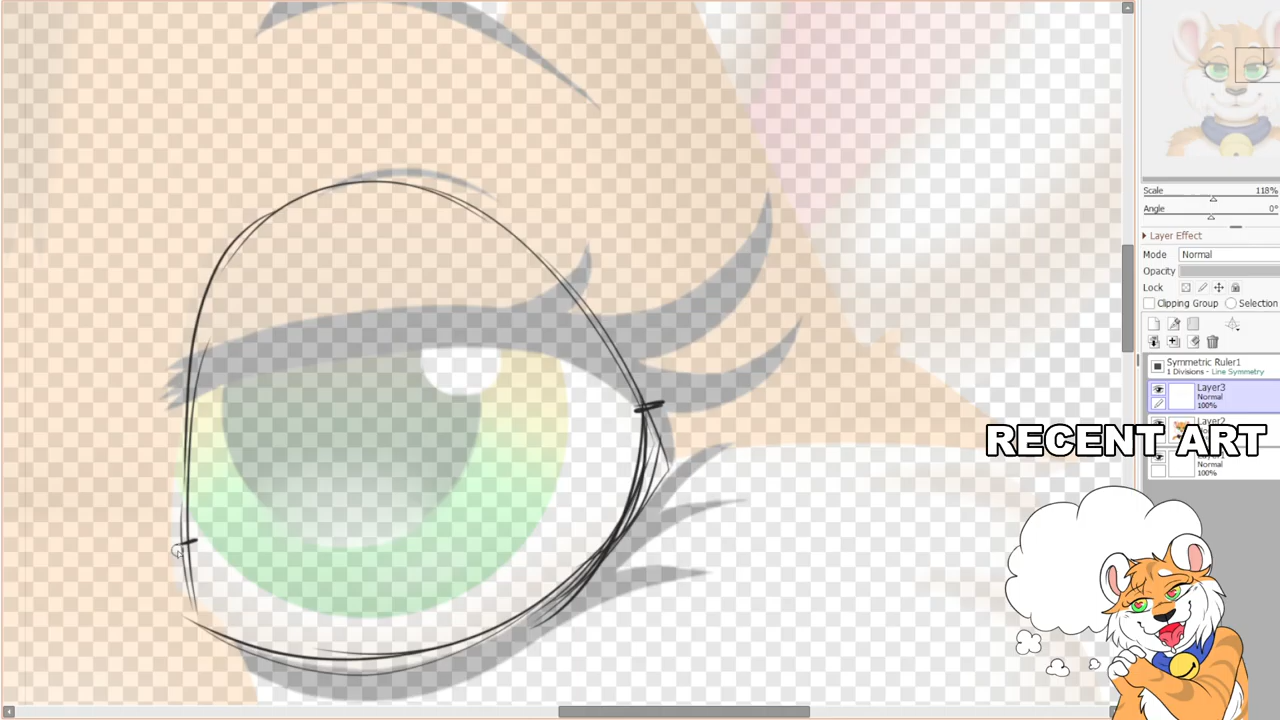 Scale 118%
Angle 0°
Layer Effect
Mode Normal
Opacity
Lock
Clipping Group Selection
Symmetric Ruler1
1 Divisions - Line Symmetry
Layer3
Normal
100%
Layer2
RECENT ART
Normal
100%